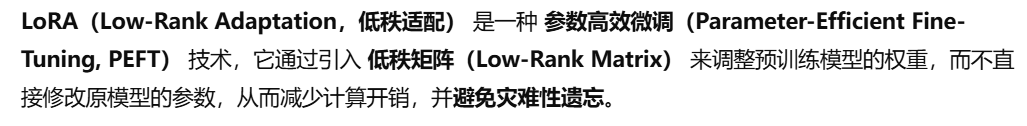 LoRA（Low-Rank Adaptation，低秩适配） 是一种 参数高效微调（Parameter-Efficient Fine-
Tuning, PEFT） 技术，它通过引入 低秩矩阵（Low-Rank Matrix） 来调整预训练模型的权重，而不直
接修改原模型的参数，从而减少计算开销，并避免灾难性遗忘。